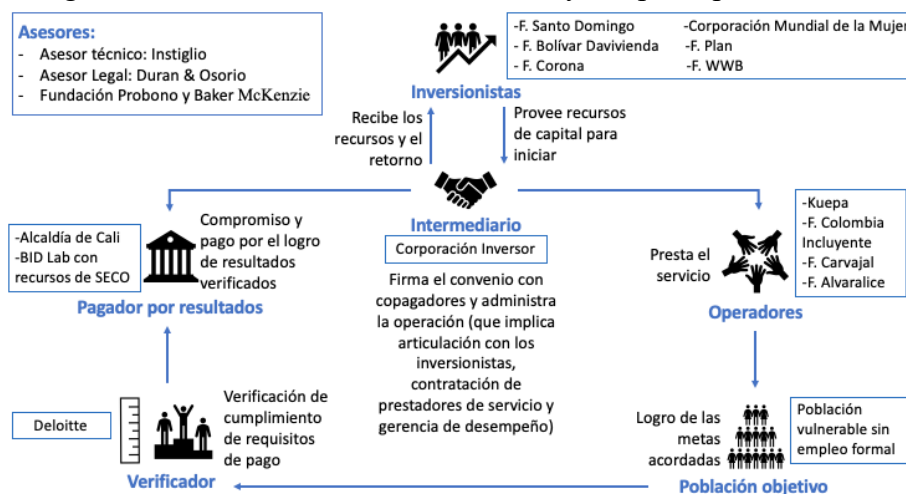 Asesores:
- Asesor técnico: Instiglio
- Asesor Legal: Duran & Osorio
- Fundación Probono y Baker McKenzie
-F. Santo Domingo
- F. Bolívar Davivienda
- F. Corona
-Corporación Mundial de la Mujer
-F. Plan
-F. WWB
Inversionistas
Recibe los
recursos y el
retorno
Provee recursos
de capital para
iniciar
-Alcaldía de Cali
-BID Lab con
recursos de SECO
Compromiso y
pago por el logro
de resultados
verificados
Pagador por resultados
Intermediario
Corporación Inversor
Firma el convenio con
copagadores y administra
la operación (que implica
articulación con los
inversionistas,
contratación de
prestadores de servicio y
gerencia de desempeño)
Presta el
servicio
-Kuepa
-F. Colombia
Incluyente
-F. Carvajal
-F. Alvaralice
Operadores
Deloitte
Verificación de
cumplimiento
de requisitos
de pago
Verificador
Logro de las
metas
acordadas
Población
vulnerable sin
empleo formal
Población objetivo